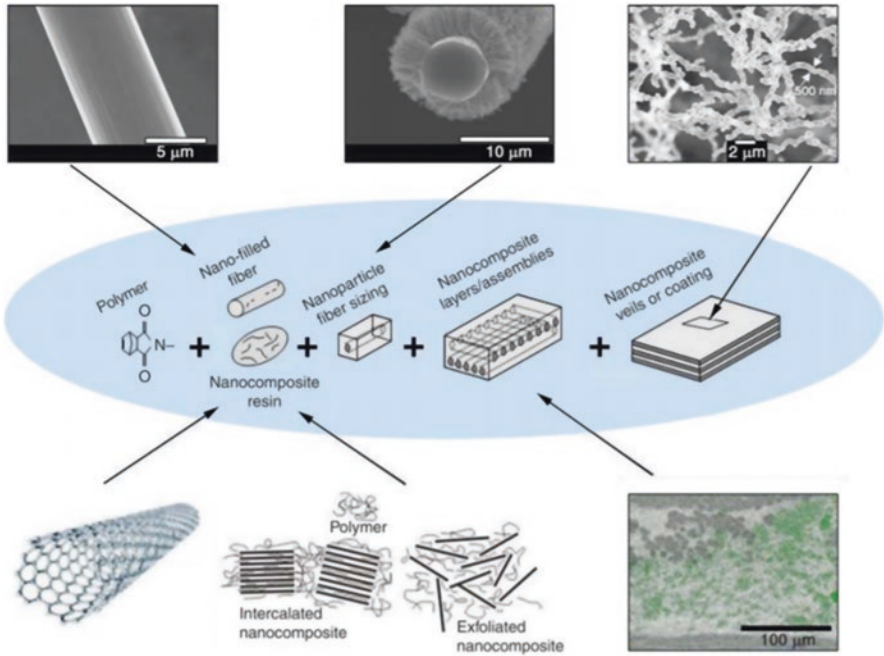 5 μm
10 μm
500 nm
2 μm
Polymer
Nano-filled
fiber
Nanoparticle
fiber sizing
Nanocomposite
layers/assemblies
Nanocomposite
veils or coating
O
N
O
+
+
+
+
Nanocomposite
resin
Polymer
Intercalated
nanocomposite
Exfoliated
nanocomposite
100 μm